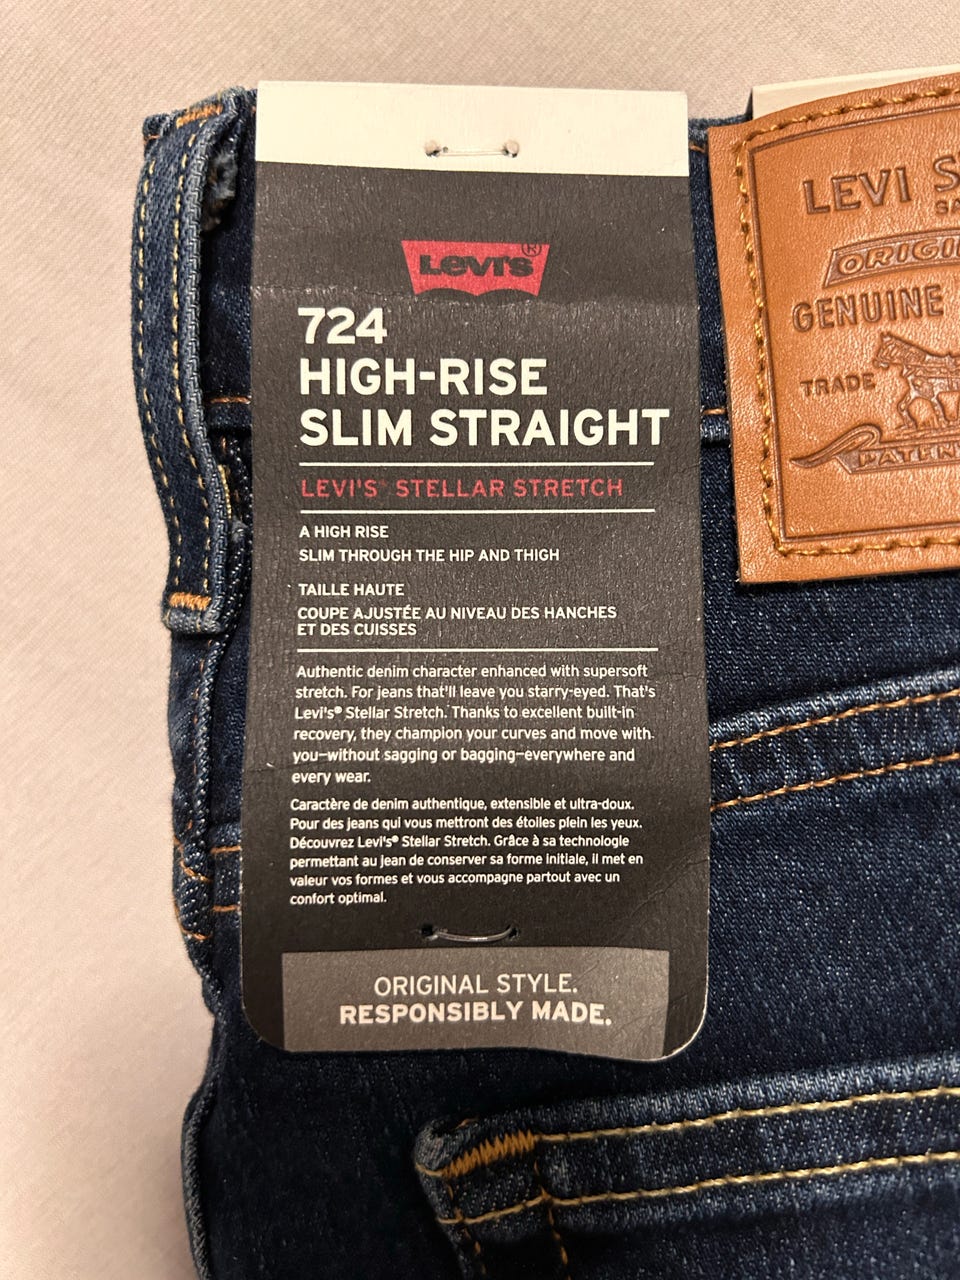 Levi's®
724
HIGH-RISE
SLIM STRAIGHT
LEVI'S™ STELLAR STRETCH
A HIGH RISE
SLIM THROUGH THE HIP AND THIGH
TAILLE HAUTE
COUPE AJUSTÉE AU NIVEAU DES HANCHES
ET DES CUISSES
Authentic denim character enhanced with supersoft
stretch. For jeans that'll leave you starry-eyed. That's
Levi's® Stellar Stretch. Thanks to excellent built-in
recovery, they champion your curves and move with
you—without sagging or bagging—everywhere and
every wear.
Caractère de denim authentique, extensible et ultra-doux.
Pour des jeans qui vous mettront des étoiles plein les yeux.
Découvrez Levi's® Stellar Stretch. Grâce à sa technologie
permettant au jean de conserver sa forme initiale, il met en
valeur vos formes et vous accompagne partout avec un
confort optimal.
ORIGINAL STYLE.
RESPONSIBLY MADE.
LEVI
GENUINE
TRADE